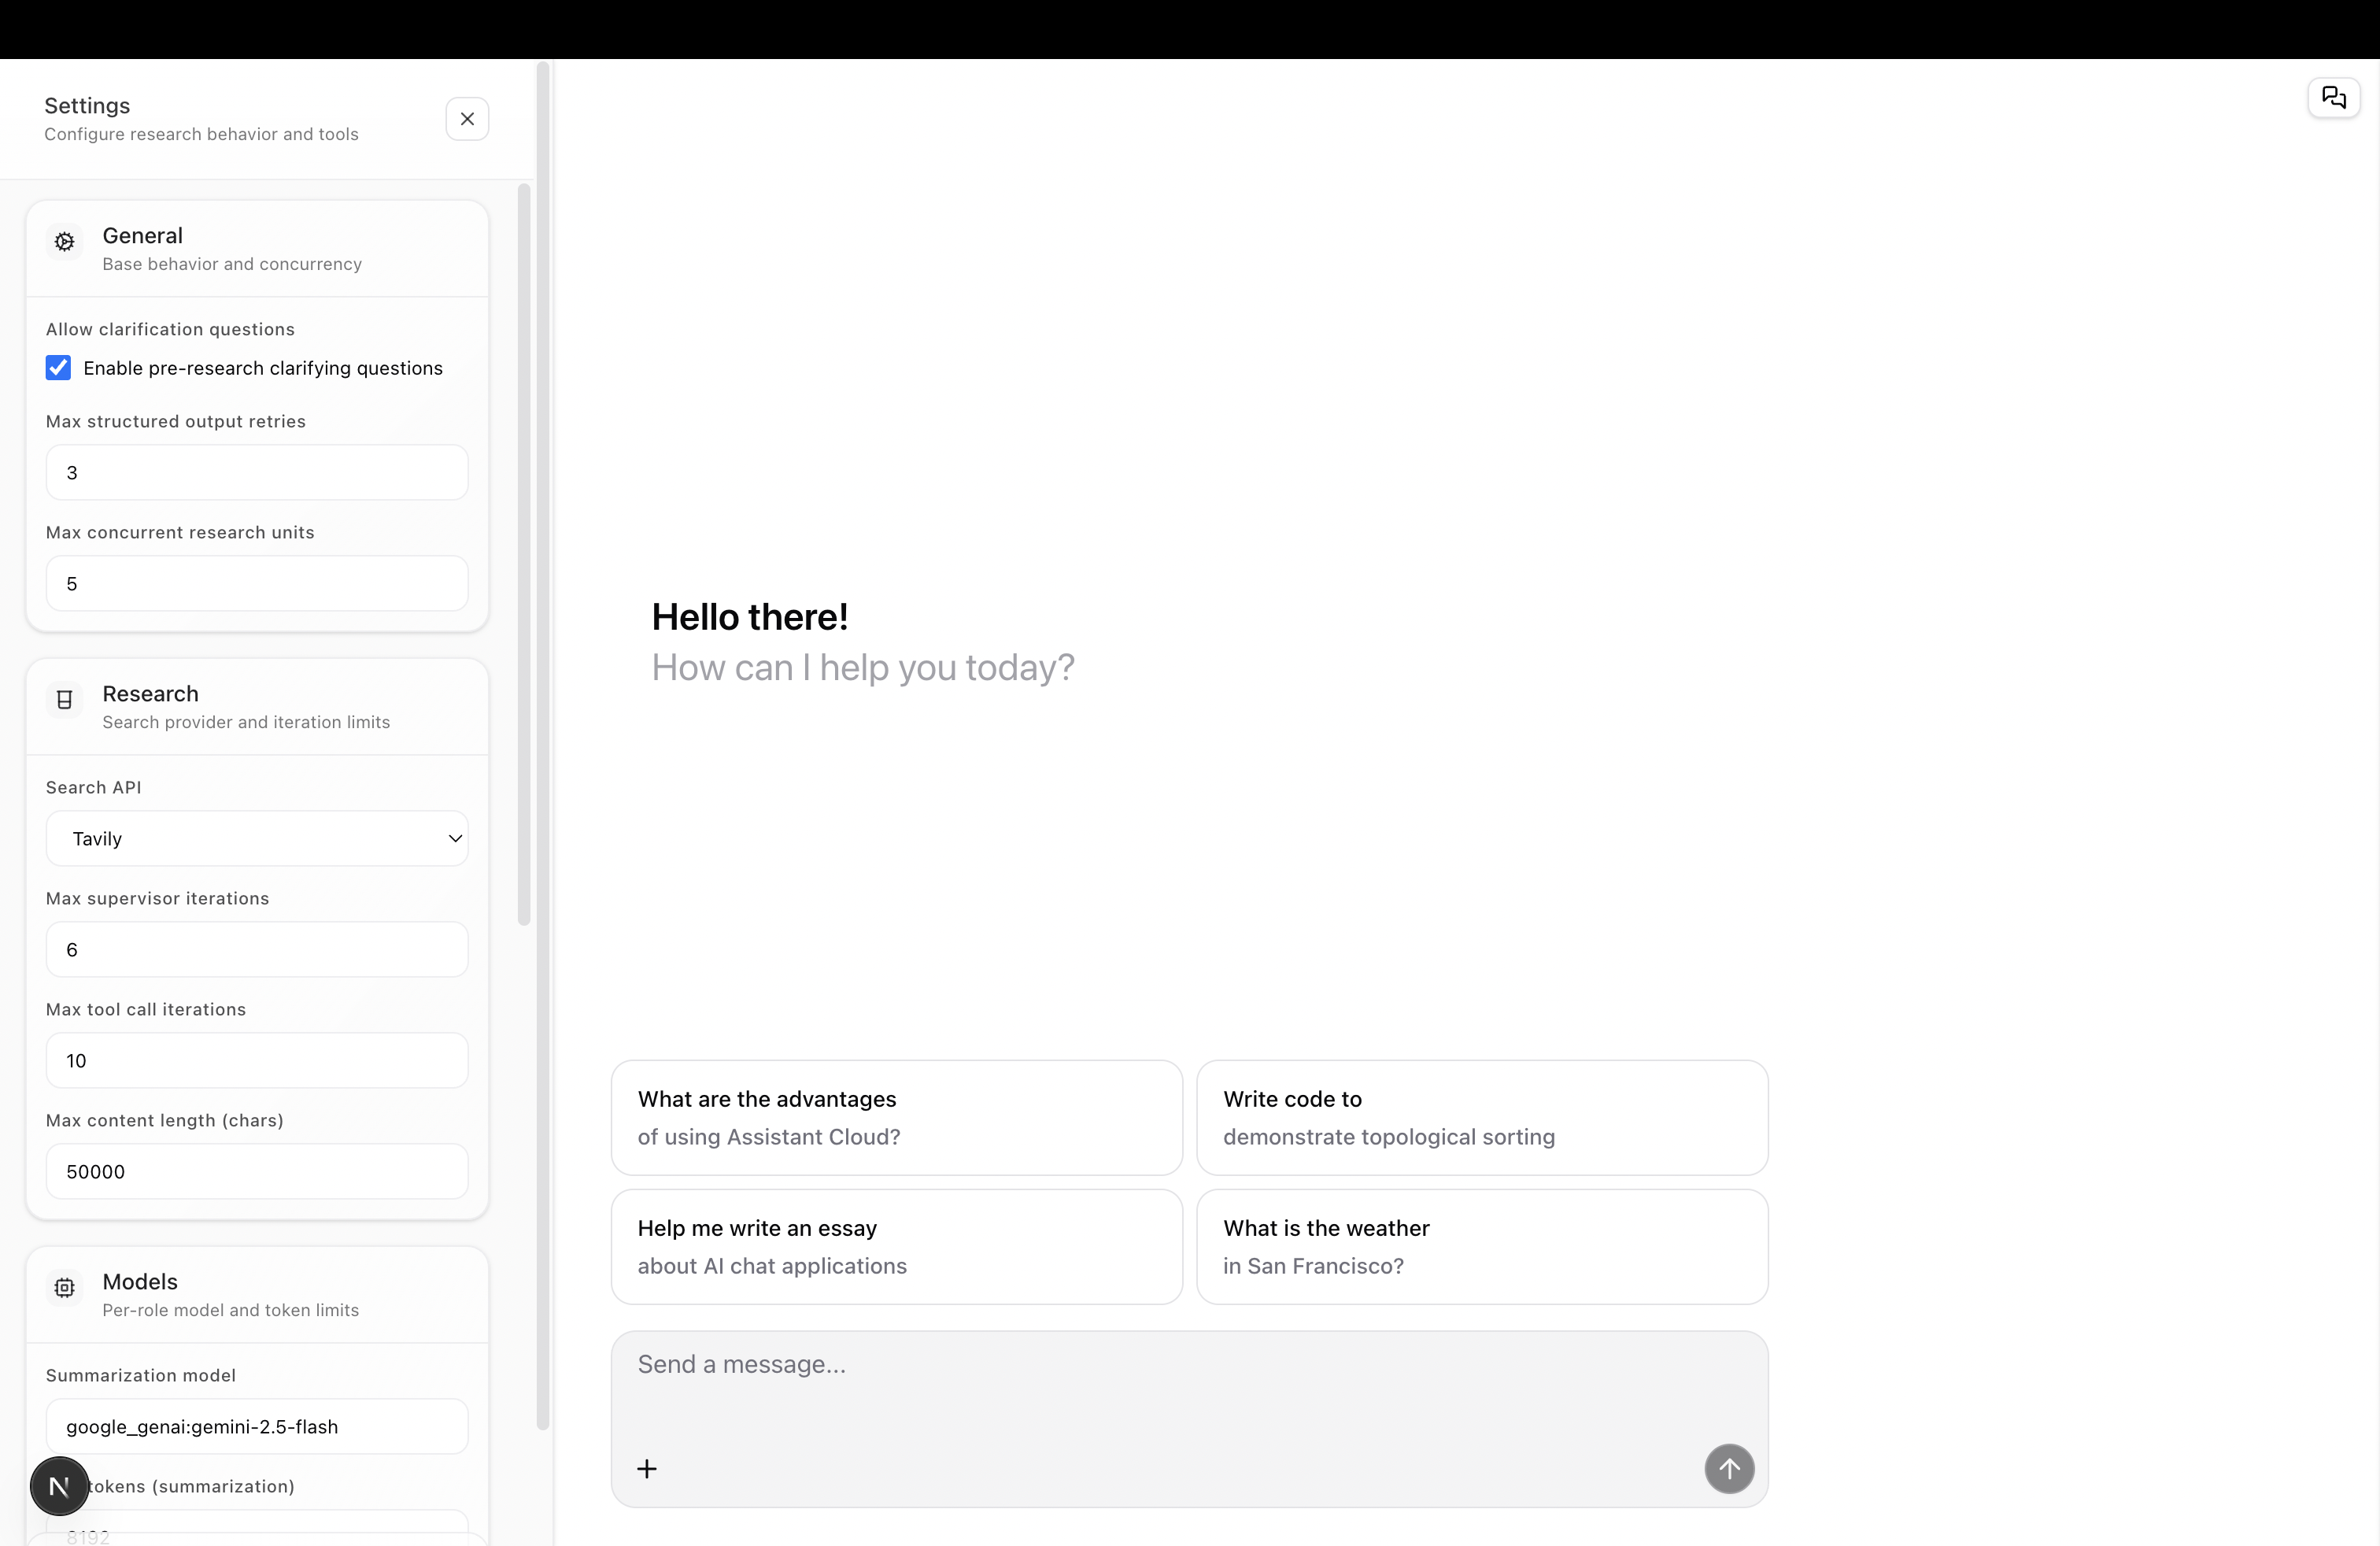 Settings
Configure research behavior and tools
General
Base behavior and concurrency
Allow clarification questions
Enable pre-research clarifying questions
Max structured output retries
3
Max concurrent research units
5
Research
Search provider and iteration limits
Search API
Tavily
Max supervisor iterations
6
Max tool call iterations
10
Max content length (chars)
50000
Models
Per-role model and token limits
Summarization model
google_genai:gemini-2.5-flash
N
tokens (summarization)
8192
Hello there!
How can I help you today?
What are the advantages
of using Assistant Cloud?
Write code to
demonstrate topological sorting
Help me write an essay
about AI chat applications
What is the weather
in San Francisco?
Send a message...